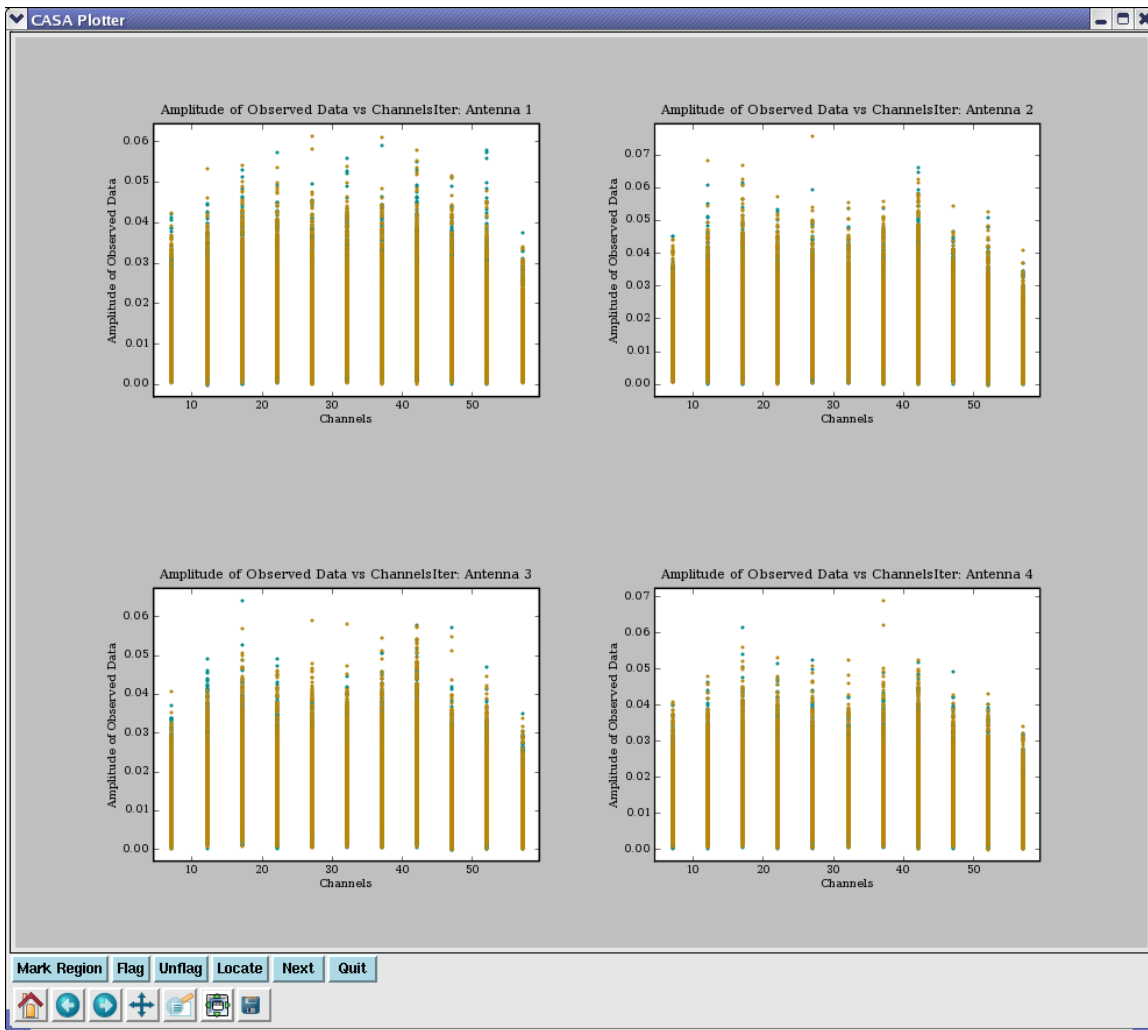 CASA Plotter
Amplitude of Observed Data vs ChannelsIter: Antenna 1
Amplitude of Observed Data
0.06
0.05
0.04
0.03
0.02
0.01
0.00
10 20 30 40 50
Channels
Amplitude of Observed Data vs ChannelsIter: Antenna 2
Amplitude of Observed Data
0.07
0.06
0.05
0.04
0.03
0.02
0.01
0.00
10 20 30 40 50
Channels
Amplitude of Observed Data vs ChannelsIter: Antenna 3
Amplitude of Observed Data
0.06
0.05
0.04
0.03
0.02
0.01
0.00
10 20 30 40 50
Channels
Amplitude of Observed Data vs ChannelsIter: Antenna 4
Amplitude of Observed Data
0.07
0.06
0.05
0.04
0.03
0.02
0.01
0.00
10 20 30 40 50
Channels
Mark Region Flag Unflag Locate Next Quit